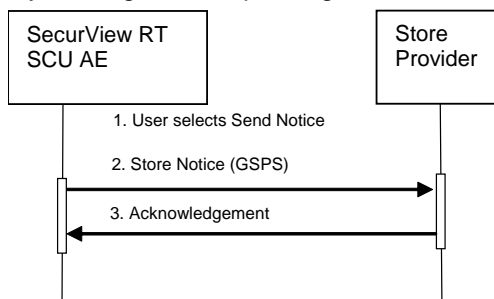 SecurView RT
SCU AE
Store
Provider
1. User selects Send Notice
2. Store Notice (GSPS)
3. Acknowledgement